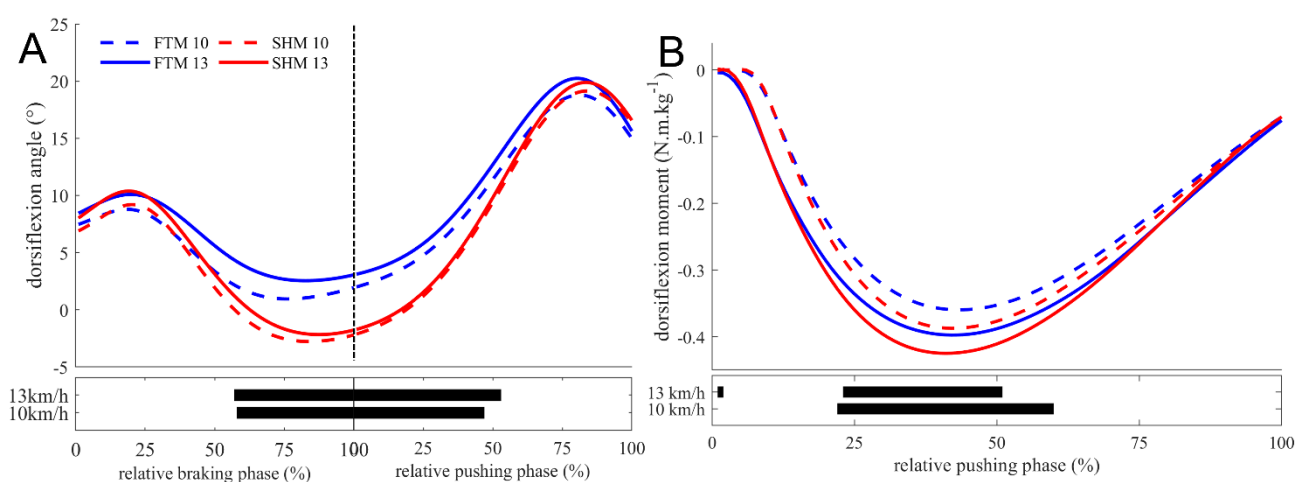 A
25
20
15
10
5
0
-5
dorsiflexion angle (°)
FTM 10
SHM 10
FTM 13
SHM 13
13km/h
10km/h
0
25
50
75
100
25
50
75
100
relative braking phase (%)
relative pushing phase (%)
B
0
-0.1
-0.2
-0.3
-0.4
dorsiflexion moment (N.m.kg-1)
13 km/h
10 km/h
0
25
50
75
100
relative pushing phase (%)